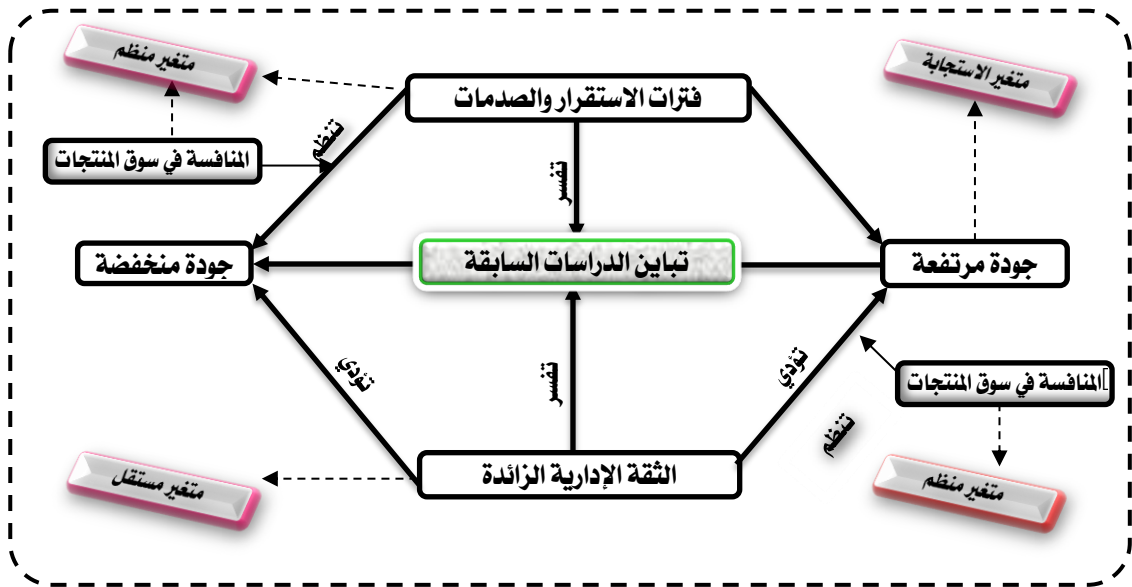 متغير الاستجابة
متغير منظم
فترات الاستقرار والصدمات
تنظم
المنافسة في سوق المنتجات
تفسر
جودة مرتفعة
تباين الدراسات السابقة
جودة منخفضة
تؤدي
تفسر
تؤدي
المنافسة في سوق المنتجات
تنظم
الثقة الإدارية الزائدة
متغير منظم
متغير مستقل